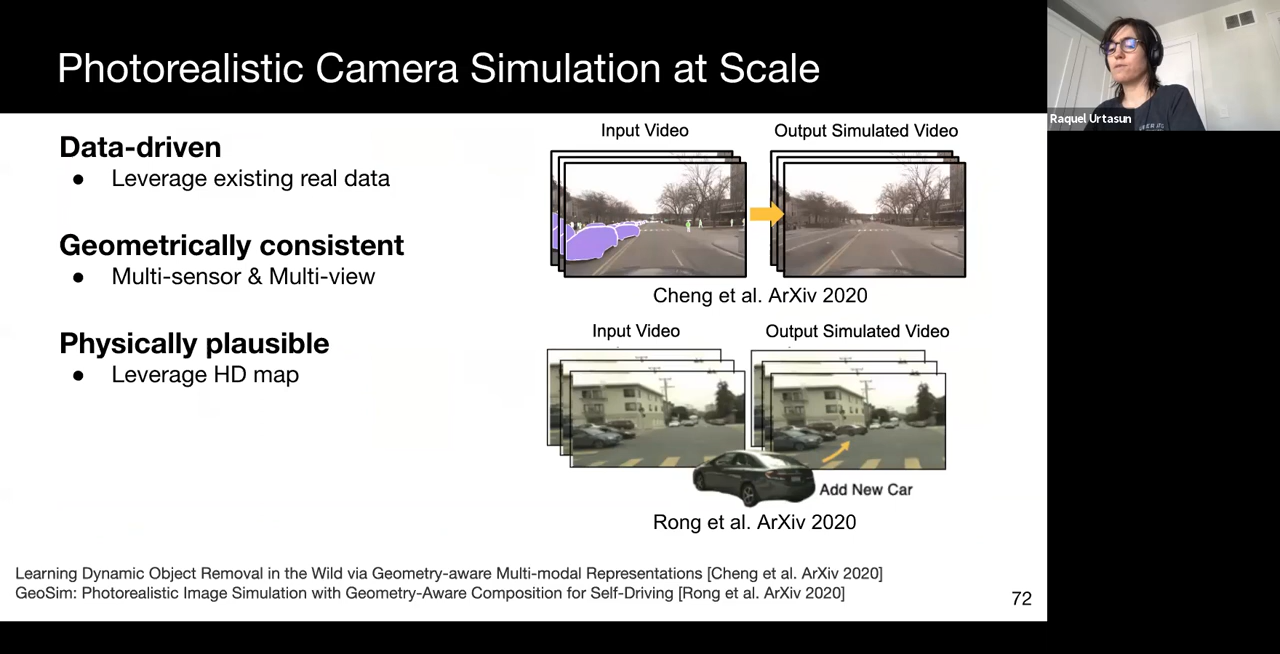 Photorealistic Camera Simulation at Scale
Raquel Urtasun
Data-driven
● Leverage existing real data
Geometrically consistent
● Multi-sensor & Multi-view
Physically plausible
● Leverage HD map
Input Video
Output Simulated Video
Cheng et al. ArXiv 2020
Input Video
Output Simulated Video
Add New Car
Rong et al. ArXiv 2020
Learning Dynamic Object Removal in the Wild via Geometry-aware Multi-modal Representations [Cheng et al. ArXiv 2020]
GeoSim: Photorealistic Image Simulation with Geometry-Aware Composition for Self-Driving [Rong et al. ArXiv 2020]
72